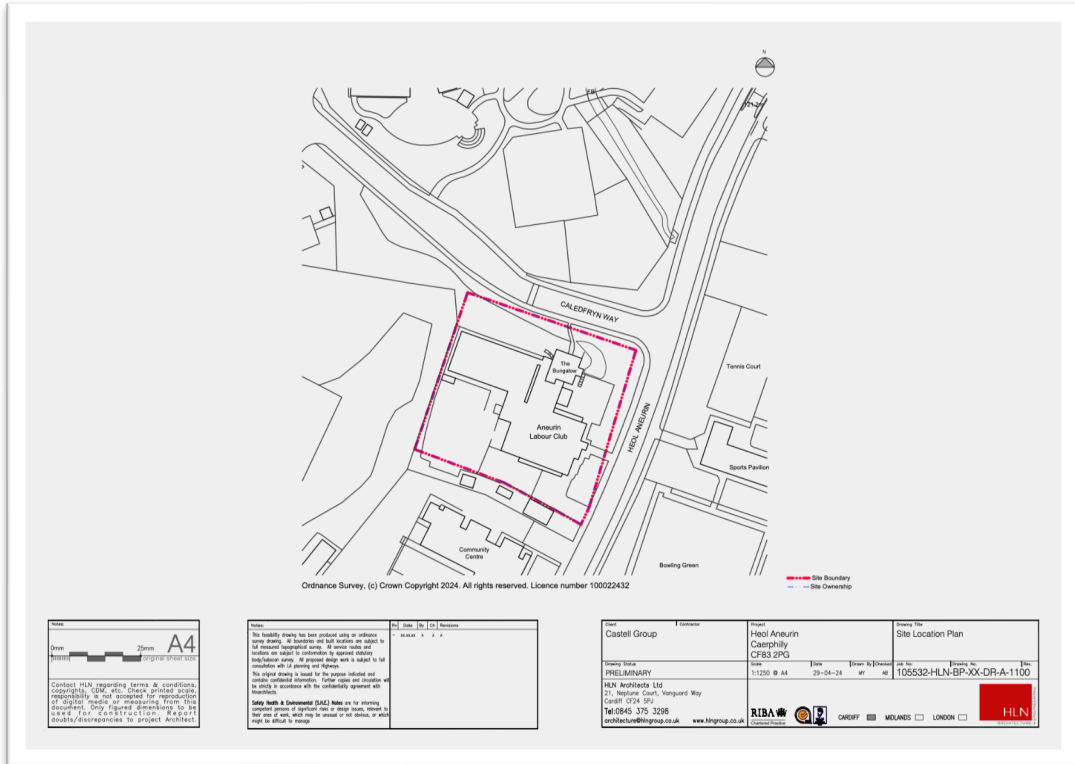 N
121.2m
CALEDFRYN WAY
The
Bungalow
Tennis Court
Aneurin
Labour Club
HEOL ANEURIN
Sports Pavilion
Community
Centre
Bowling Green
Ordnance Survey, (c) Crown Copyright 2024. All rights reserved. Licence number 100022432
Site Boundary
Site Ownership
Notes:
A4
0mm
25mm
original sheet size
Contact HLN regarding terms & conditions,
copyrights, CDM, etc. Check printed scale,
responsibility is not accepted for reproduction
of digital media or measuring from this
document. Only figured dimensions to be
used for construction. Report
doubts/discrepancies to project Architect.
Notes:
This feasibility drawing has been produced using an ordinance
survey drawing. All boundaries and built locations are subject to
full measured topographical survey. All service routes and
locations are subject to conformation by approved statutory
body/subscan survey. All proposed design work is subject to full
consultation with LA planning and Highways.
This original drawing is issued for the purpose indicated and
contains confidential information. Further copies and circulation will
be strictly in accordance with the confidentiality agreement with
hlnarchitects.
Safety Health & Environmental (S.H.E.) Notes are for informing
competent persons of significant risks or design issues, relevant to
their area of work, which may be unusual or not obvious, or which
might be difficult to manage
Rv Date By Ch Revisions
- xx.xx.xx x x x
Client
Contractor
Castell Group
Project
Heol Aneurin
Caerphilly
CF83 2PG
Drawing Title
Site Location Plan
Drawing Status
PRELIMINARY
Scale
1:1250 @ A4
Date
29-04-24
Drawn By
MY
Checked
Job No:
Drawing No.
Rev.
105532-HLN-BP-XX-DR-A-1100
HLN Architects Ltd
21, Neptune Court, Vanguard Way
Cardiff CF24 5PJ
Tel:0845 375 3298
architecture@hlngroup.co.uk www.hlngroup.co.uk
RIBA
Chartered Practice
CARDIFF MIDLANDS LONDON
HLN
ARCHITECTURE